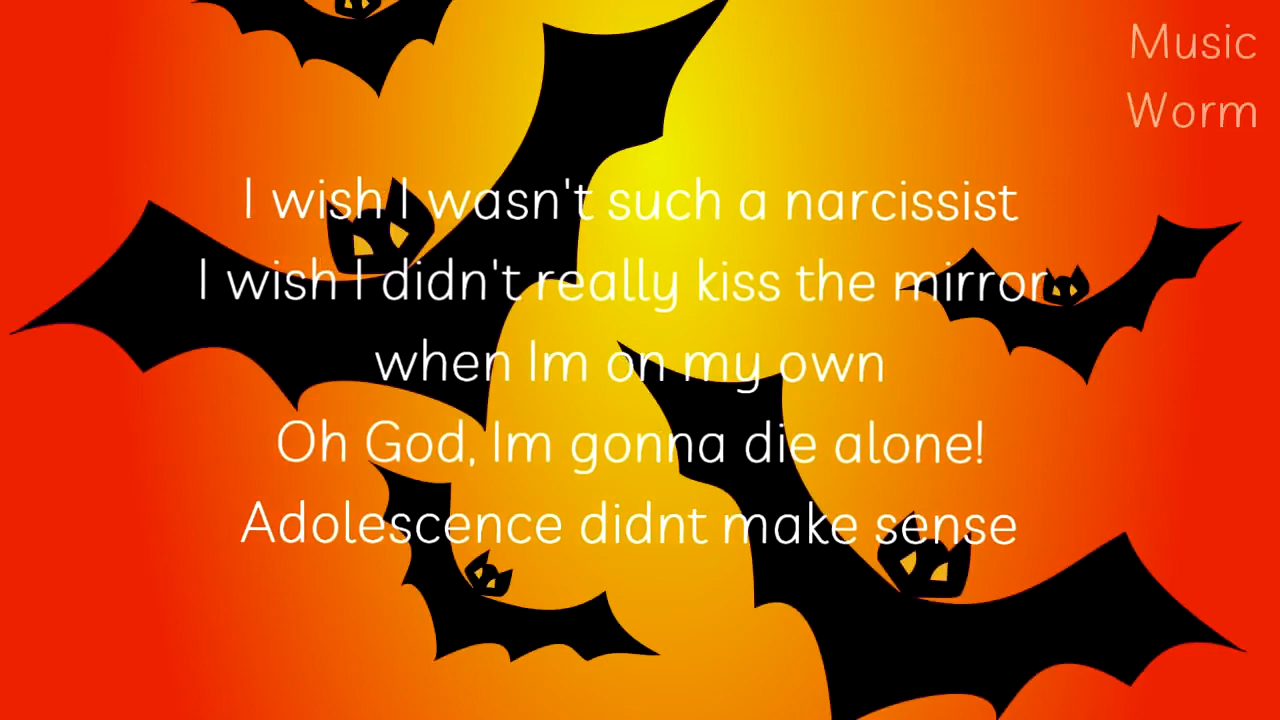 Music
Worm
I wish I wasn't such a narcissist
I wish I didn't really kiss the mirror
when Im on my own
Oh God, Im gonna die alone!
Adolescence didnt make sense